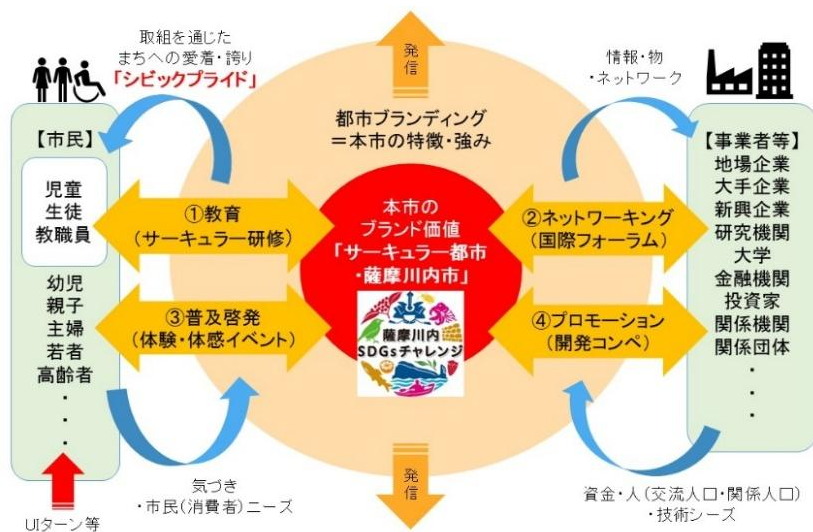 取組を通じた
まちへの愛着・誇り
「シビックプライド」
発信
情報・物
・ネットワーク
都市ブランディング
＝本市の特徴・強み
【市民】
児童
生徒
教職員
幼児
親子
主婦
若者
高齢者
・
・
・
①教育
（サーキュラー研修）
③普及啓発
（体験・体感イベント）
本市の
ブランド価値
「サーキュラー都市
・薩摩川内市」
薩摩川内
SDGsチャレンジ
②ネットワーキング
（国際フォーラム）
④プロモーション
（開発コンペ）
【事業者等】
地場企業
大手企業
新興企業
研究機関
大学
金融機関
投資家
関係機関
関係団体
・
・
・
UIターン等
気づき
・市民（消費者）ニーズ
発信
資金・人（交流人口・関係人口）
・技術シーズ